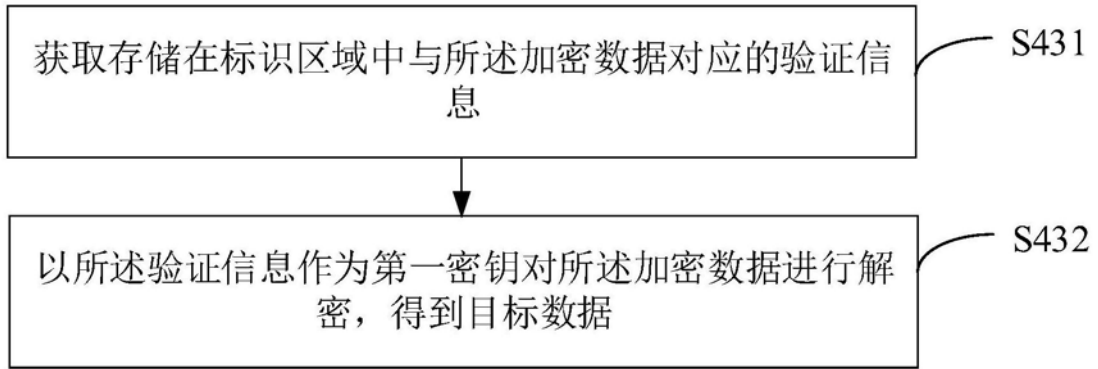 获取存储在标识区域中与所述加密数据对应的验证信
息
S431
以所述验证信息作为第一密钥对所述加密数据进行解
密，得到目标数据
S432